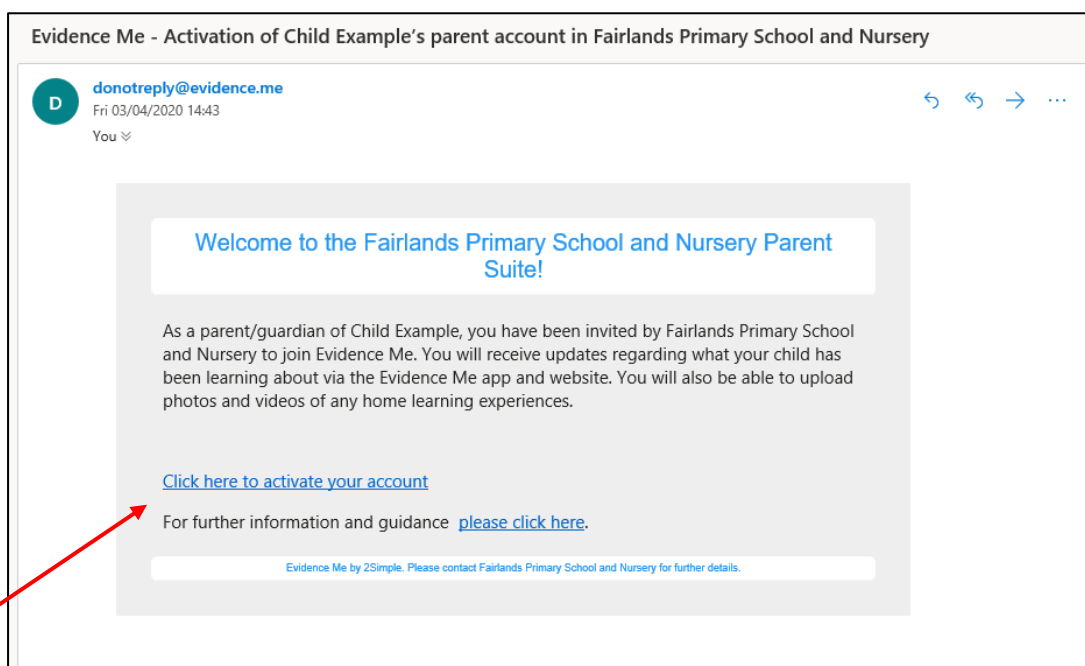 Evidence Me - Activation of Child Example's parent account in Fairlands Primary School and Nursery
D
donotreply@evidence.me
Fri 03/04/2020 14:43
You
Welcome to the Fairlands Primary School and Nursery Parent
Suite!
As a parent/guardian of Child Example, you have been invited by Fairlands Primary School
and Nursery to join Evidence Me. You will receive updates regarding what your child has
been learning about via the Evidence Me app and website. You will also be able to upload
photos and videos of any home learning experiences.
Click here to activate your account
For further information and guidance please click here.
Evidence Me by 2Simple. Please contact Fairlands Primary School and Nursery for further details.